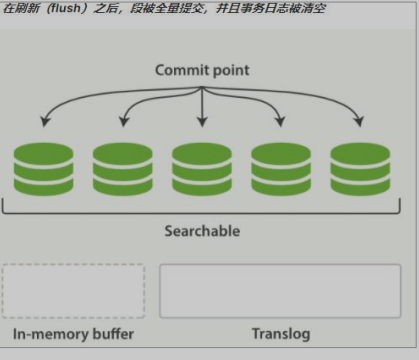 在刷新（flush）之后，段被全量提交，并且事务日志被清空
Commit point
Searchable
In-memory buffer
Translog